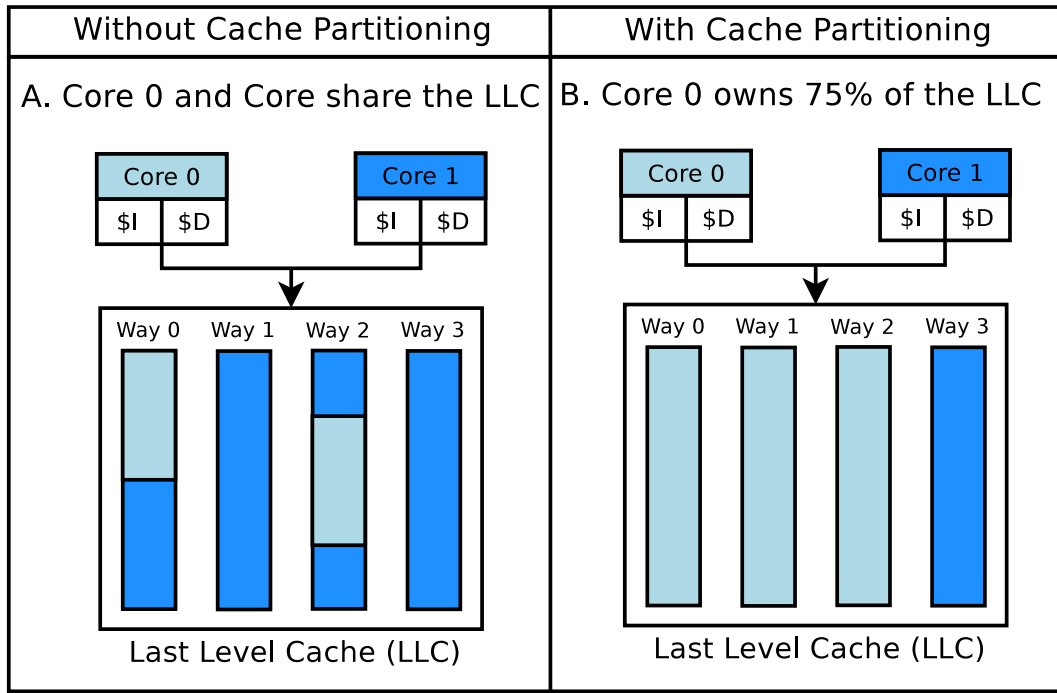 Without Cache Partitioning
With Cache Partitioning
A. Core 0 and Core share the LLC
B. Core 0 owns 75% of the LLC
Core 0
Core 1
$I
$D
$I
$D
Way 0
Way 1
Way 2
Way 3
Last Level Cache (LLC)
Core 0
Core 1
$I
$D
$I
$D
Way 0
Way 1
Way 2
Way 3
Last Level Cache (LLC)